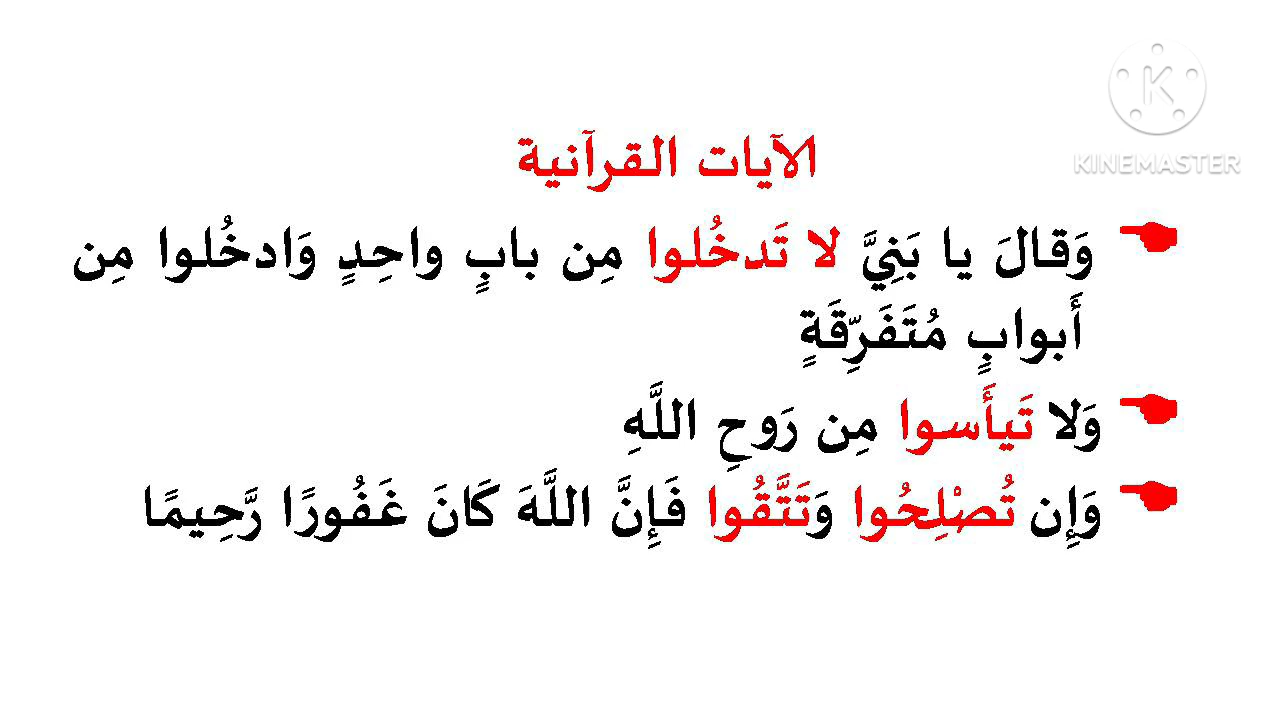 KINEMASTER
الآيات القرآنية
وَقالَ يا بَنِيَّ لا تَدخُلوا مِن بابٍ واحِدٍ وَادخُلوا مِن
أَبوابٍ مُتَفَرِّقَةٍ
وَلا تَيأَسوا مِن رَوحِ اللَّهِ
وَإِن تُصْلِحُوا وَتَتَّقُوا فَإِنَّ اللَّهَ كَانَ غَفُورًا رَّحِيمًا